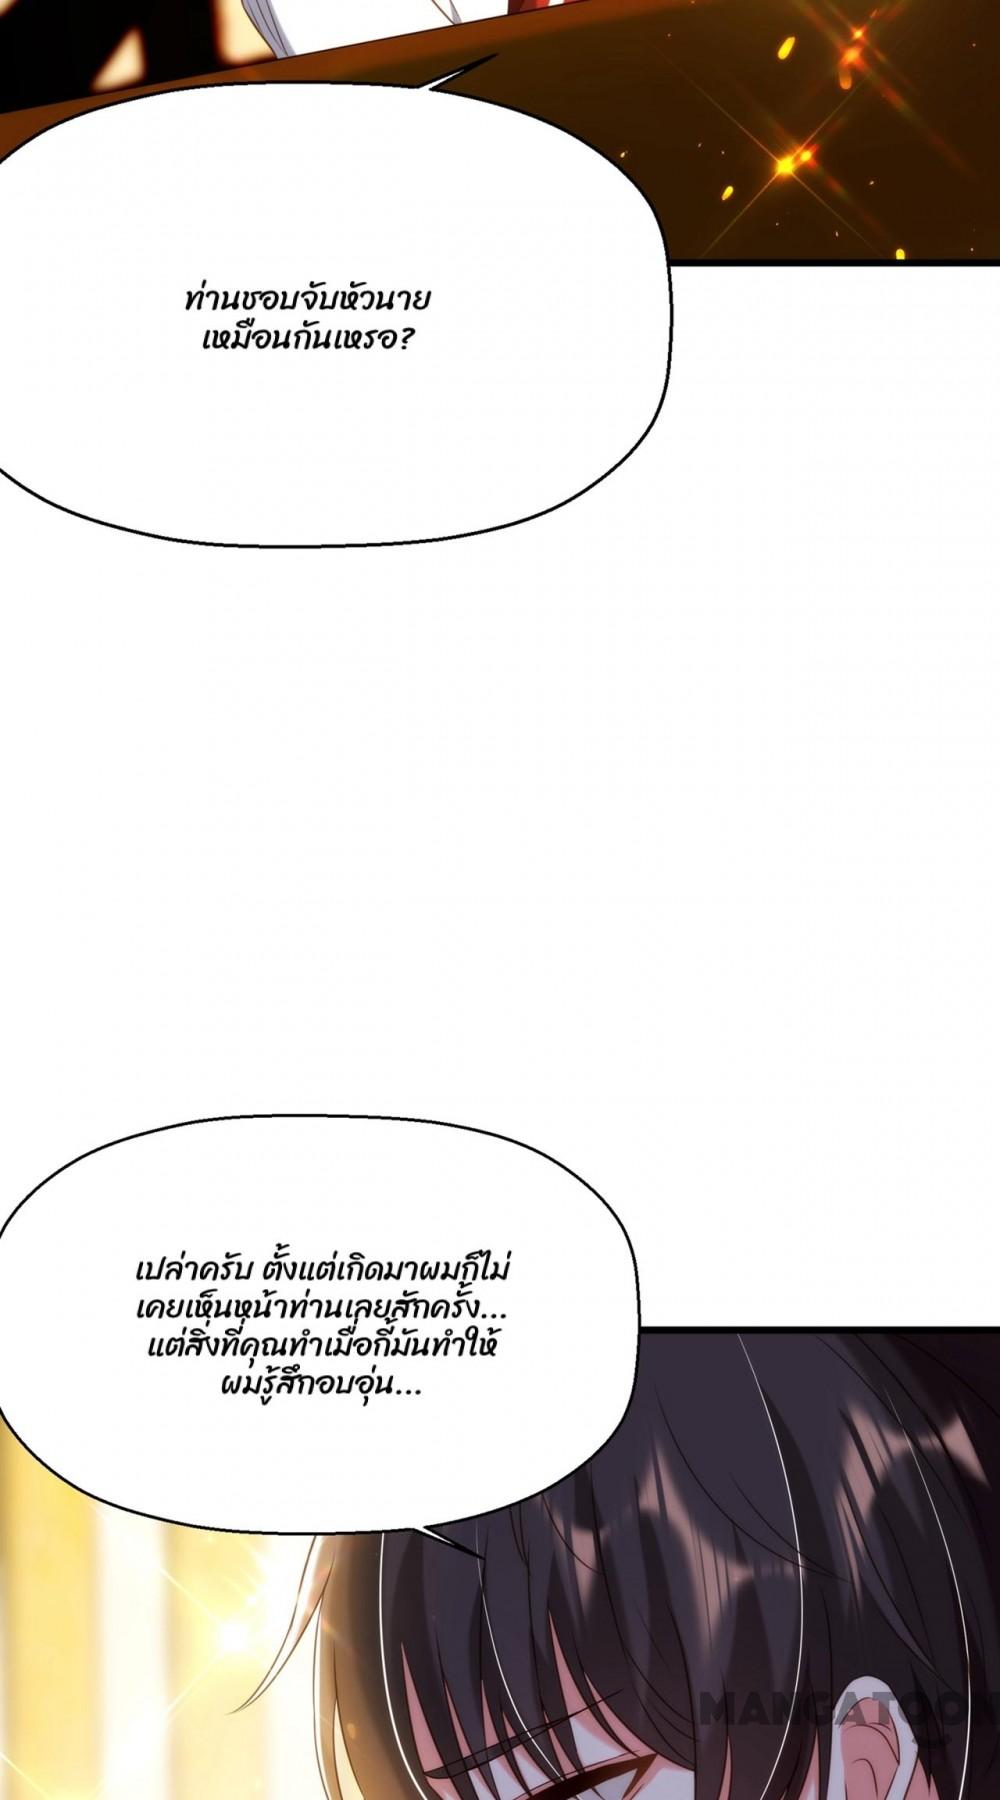 ท่านชอบจับหัวนาย
เหมือนกันเหรอ?
เปล่าครับ ตั้งแต่เกิดมาผมก็ไม่
เคยเห็นหน้าท่านเลยสักครั้ง...
แต่สิ่งที่คุณทำเมื่อกี้มันทำให้
ผมรู้สึกอบอุ่น...
MANGATOON